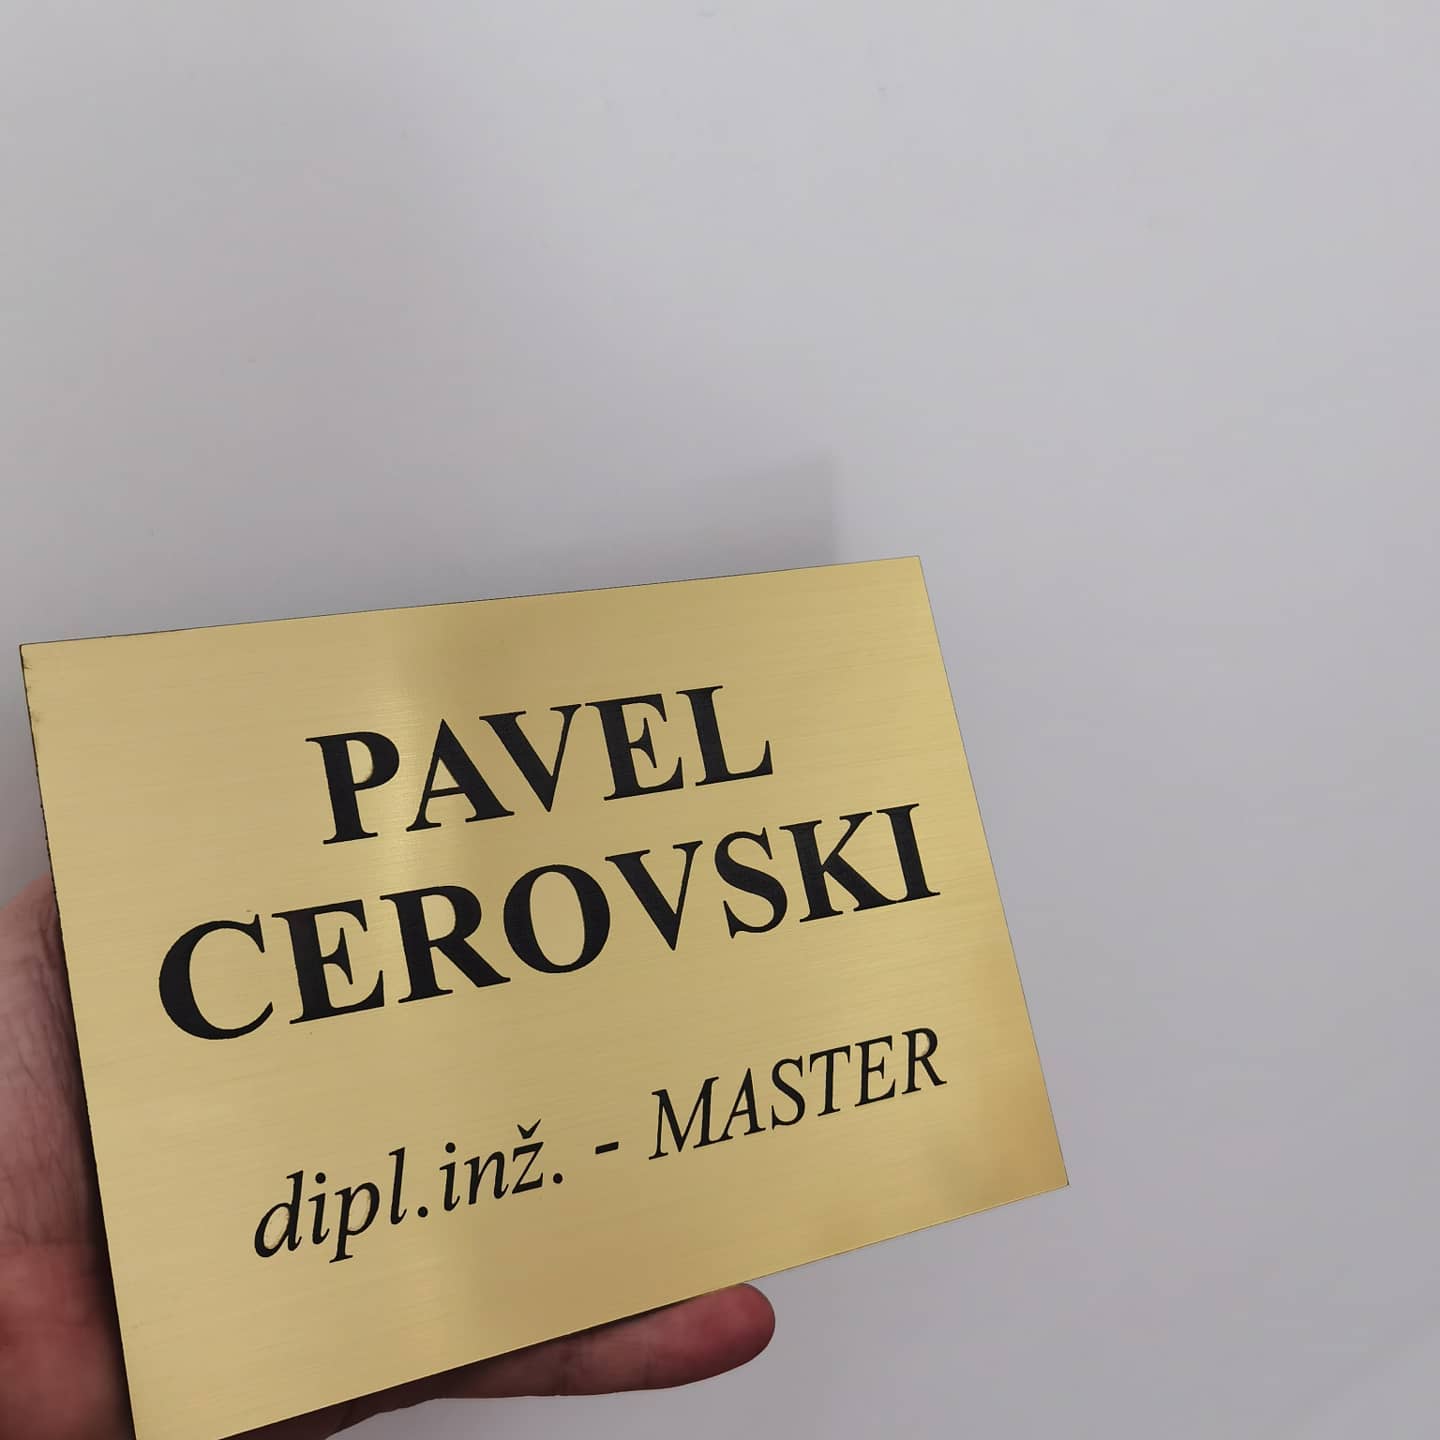 PAVEL
CEROVSKI
dipl.inž. - MASTER